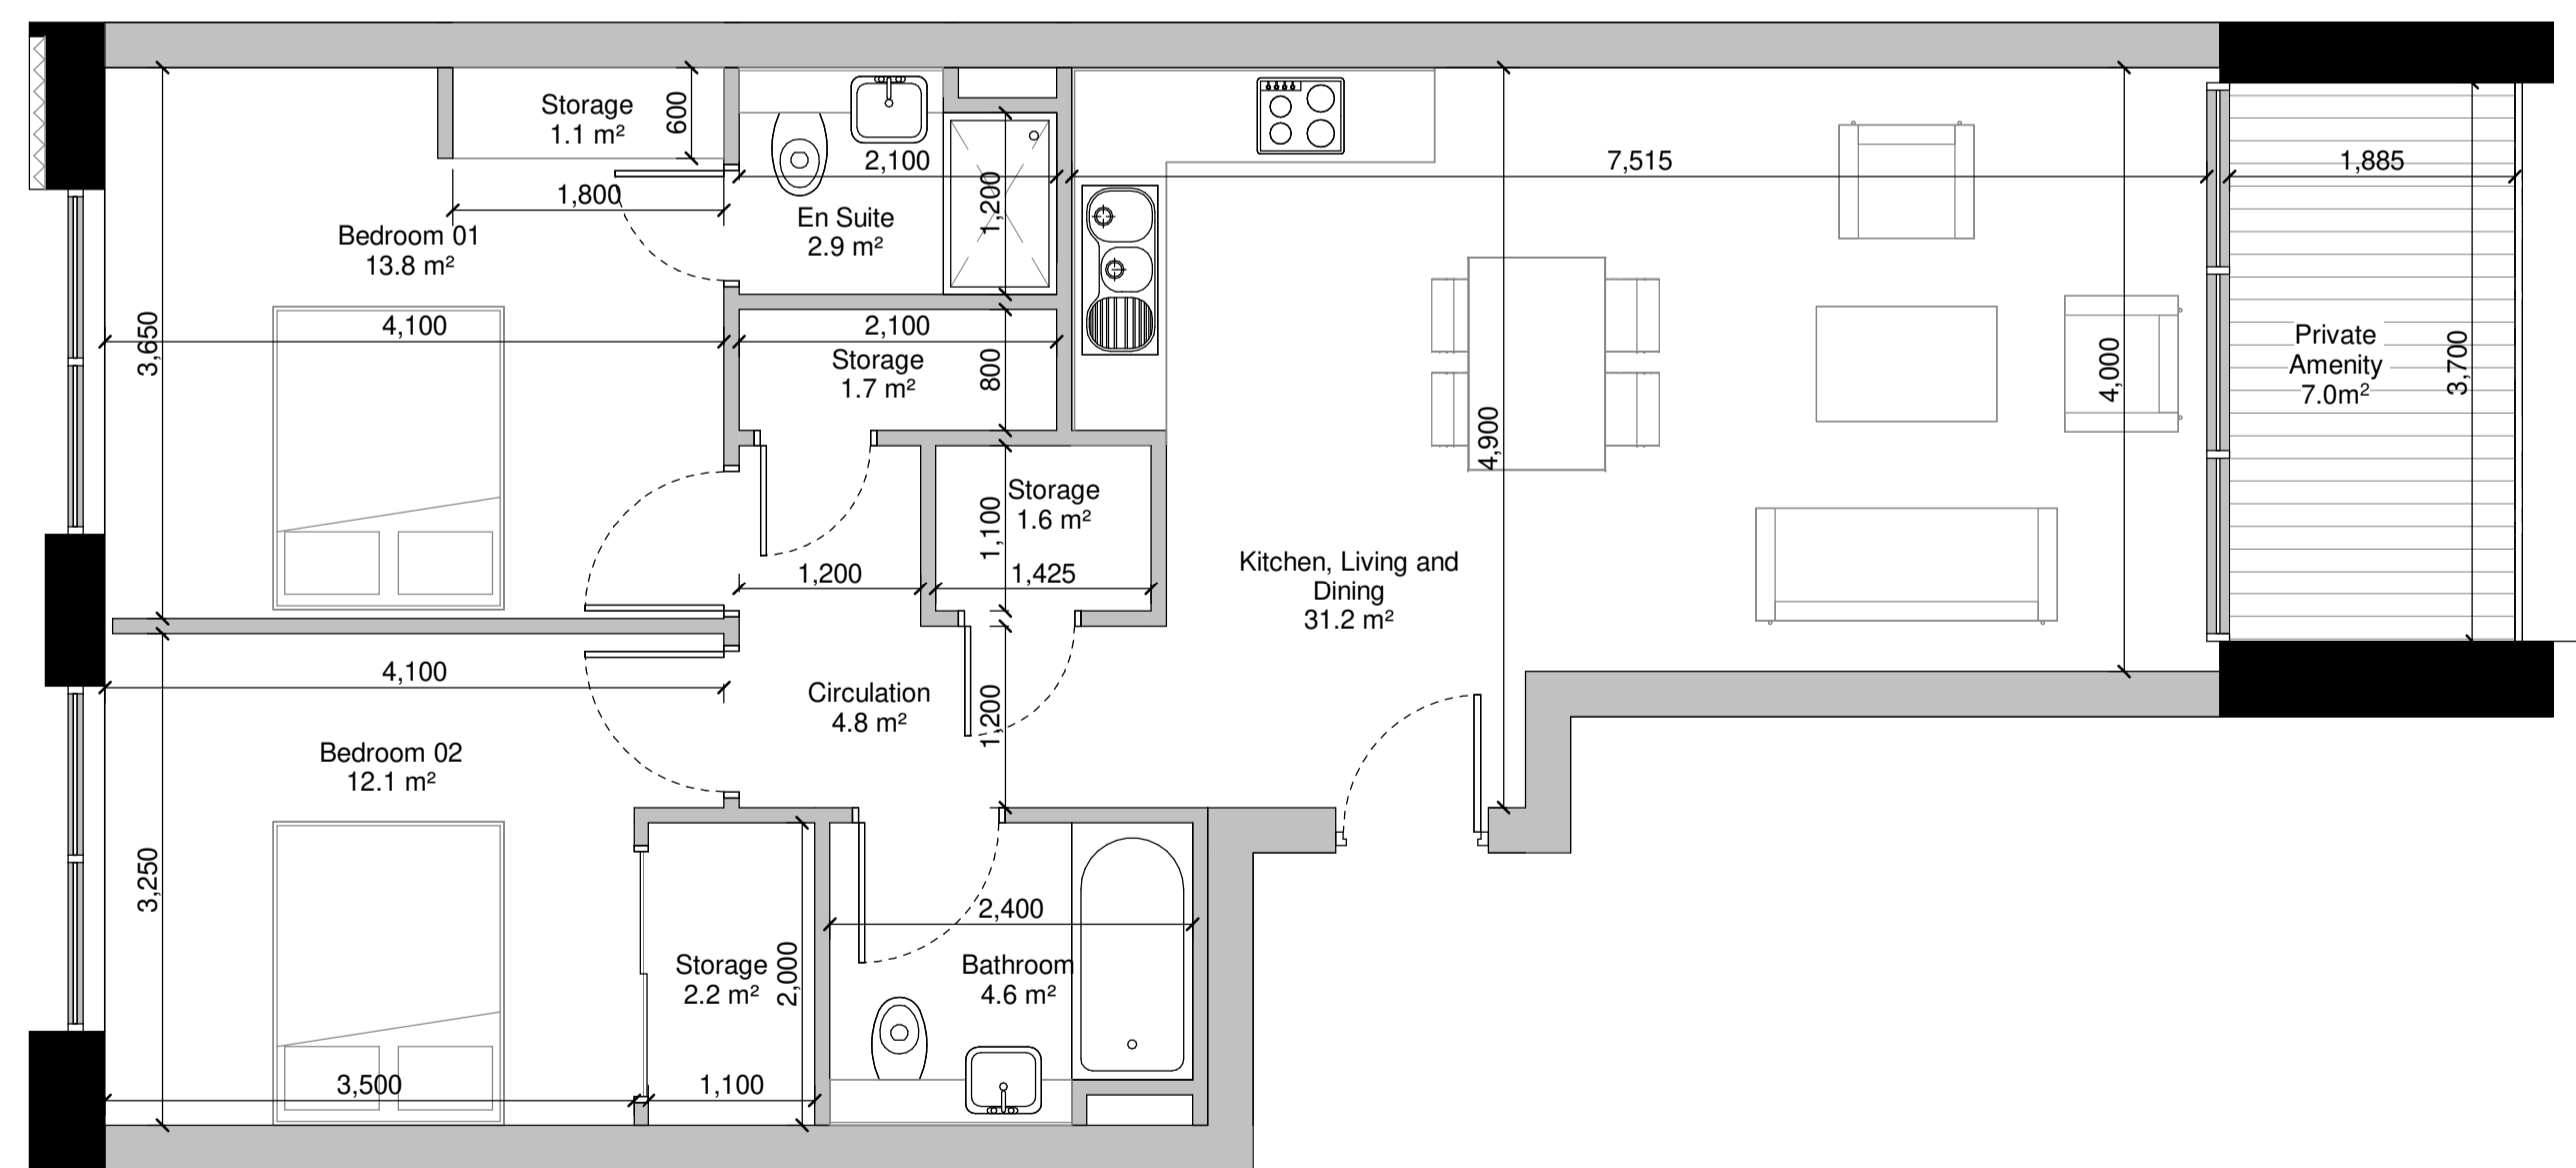 Storage
1.1 m²
600
1,800
Bedroom 01
13.8 m²
3,650
4,100
2,100
En Suite
2.9 m²
1,200
2,100
Storage
1.7 m²
800
Storage
1.6 m²
1,100
1,200
1,425
7,515
4,900
4,000
1,885
Private
Amenity
7.0m²
3,700
Kitchen, Living and
Dining
31.2 m²
4,100
Circulation
4.8 m²
1,200
Bedroom 02
12.1 m²
3,250
3,500
Storage
2.2 m²
2,000
1,100
2,400
Bathroom
4.6 m²